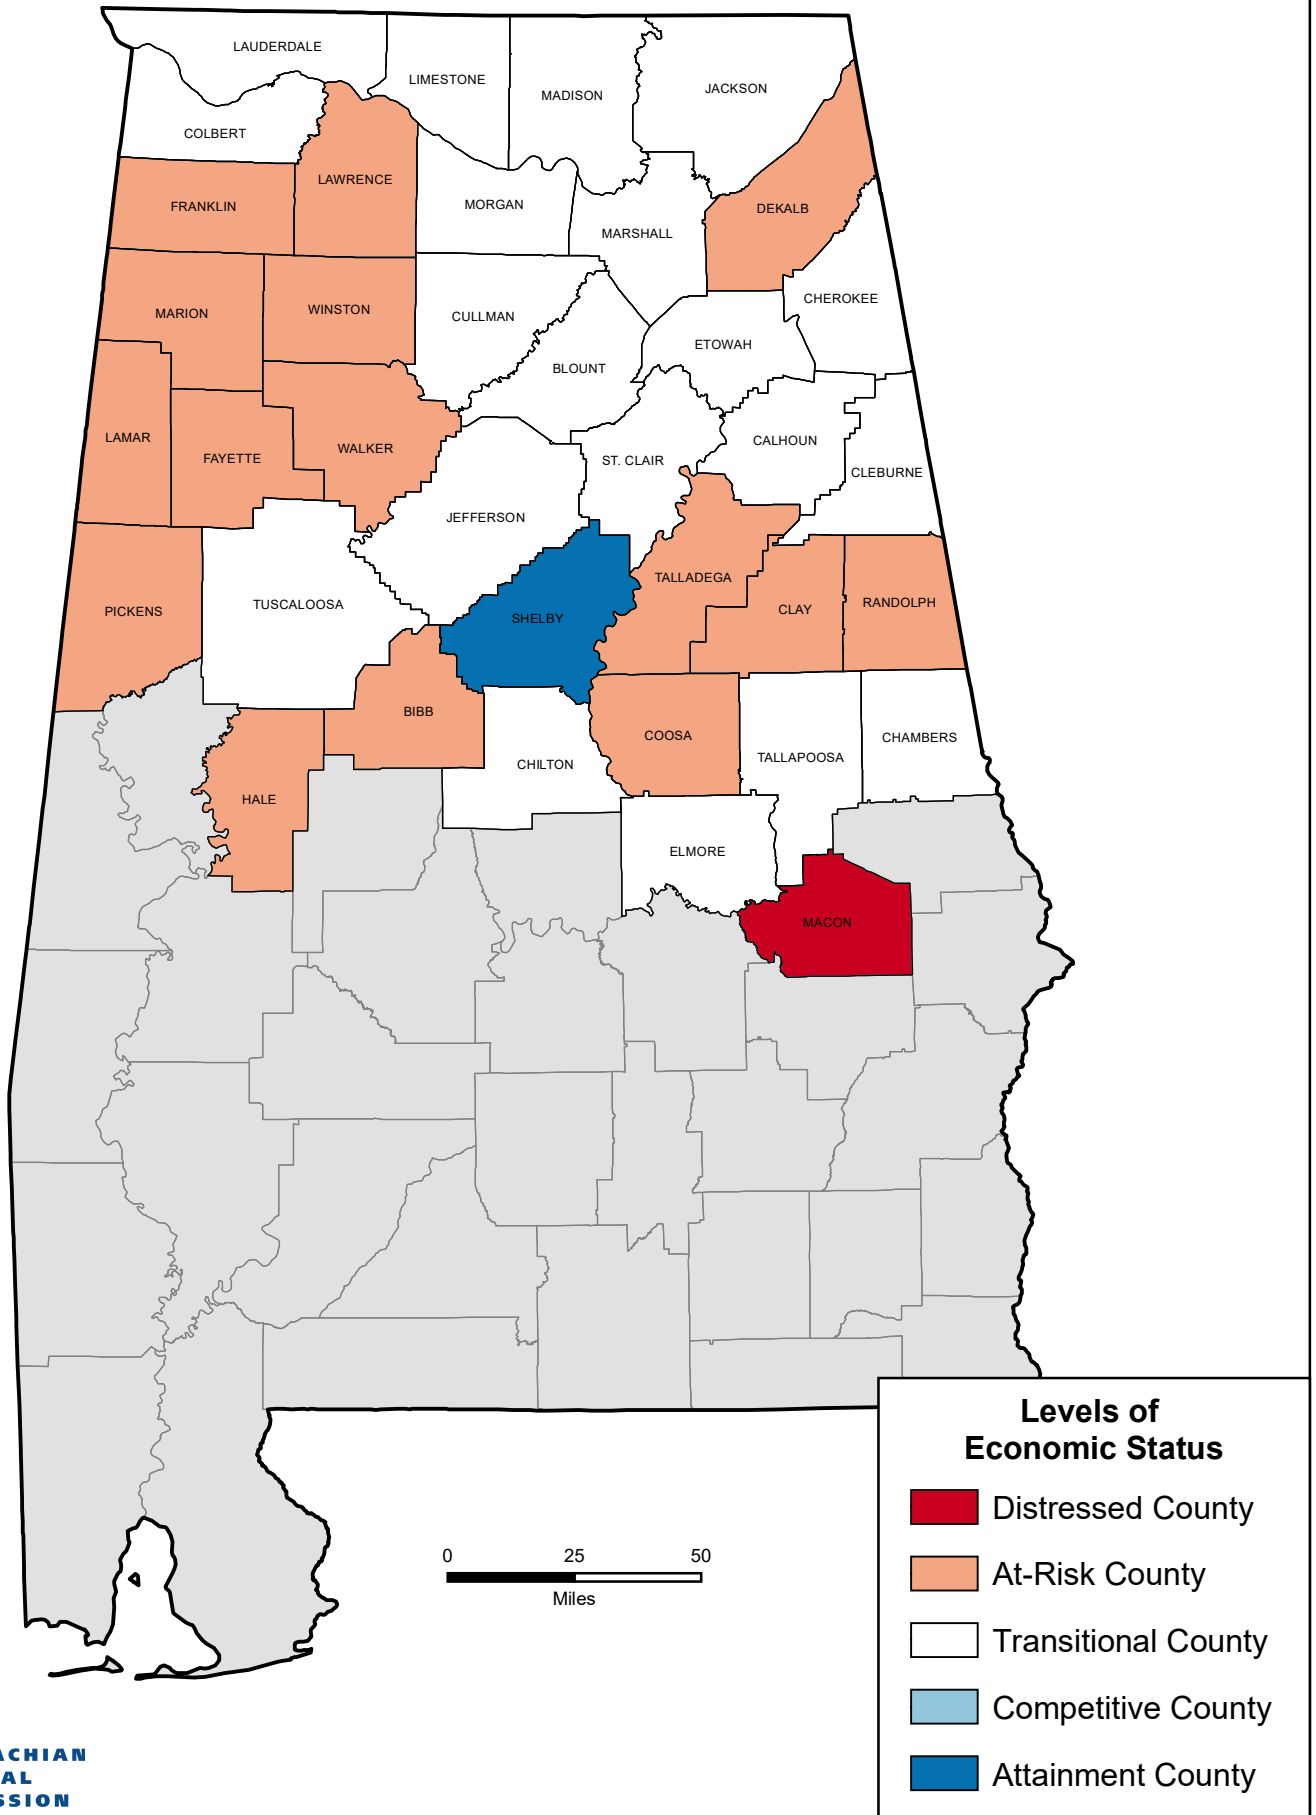 LAUDERDALE
LIMESTONE
MADISON
JACKSON
COLBERT
LAWRENCE
FRANKLIN
MORGAN
DEKALB
MARSHALL
CHEROKEE
MARION
WINSTON
CULLMAN
ETOWAH
BLOUNT
LAMAR
CALHOUN
WALKER
FAYETTE
ST. CLAIR
CLEBURNE
JEFFERSON
TALLADEGA
PICKENS
TUSCALOOSA
SHELBY
CLAY
RANDOLPH
BIBB
COOSA
CHAMBERS
TALLAPOOSA
CHILTON
HALE
ELMORE
MACON
Levels of
Economic Status
Distressed County
At-Risk County
Transitional County
Competitive County
Attainment County
0 25 50
Miles
ACHIAN
AL
SSION